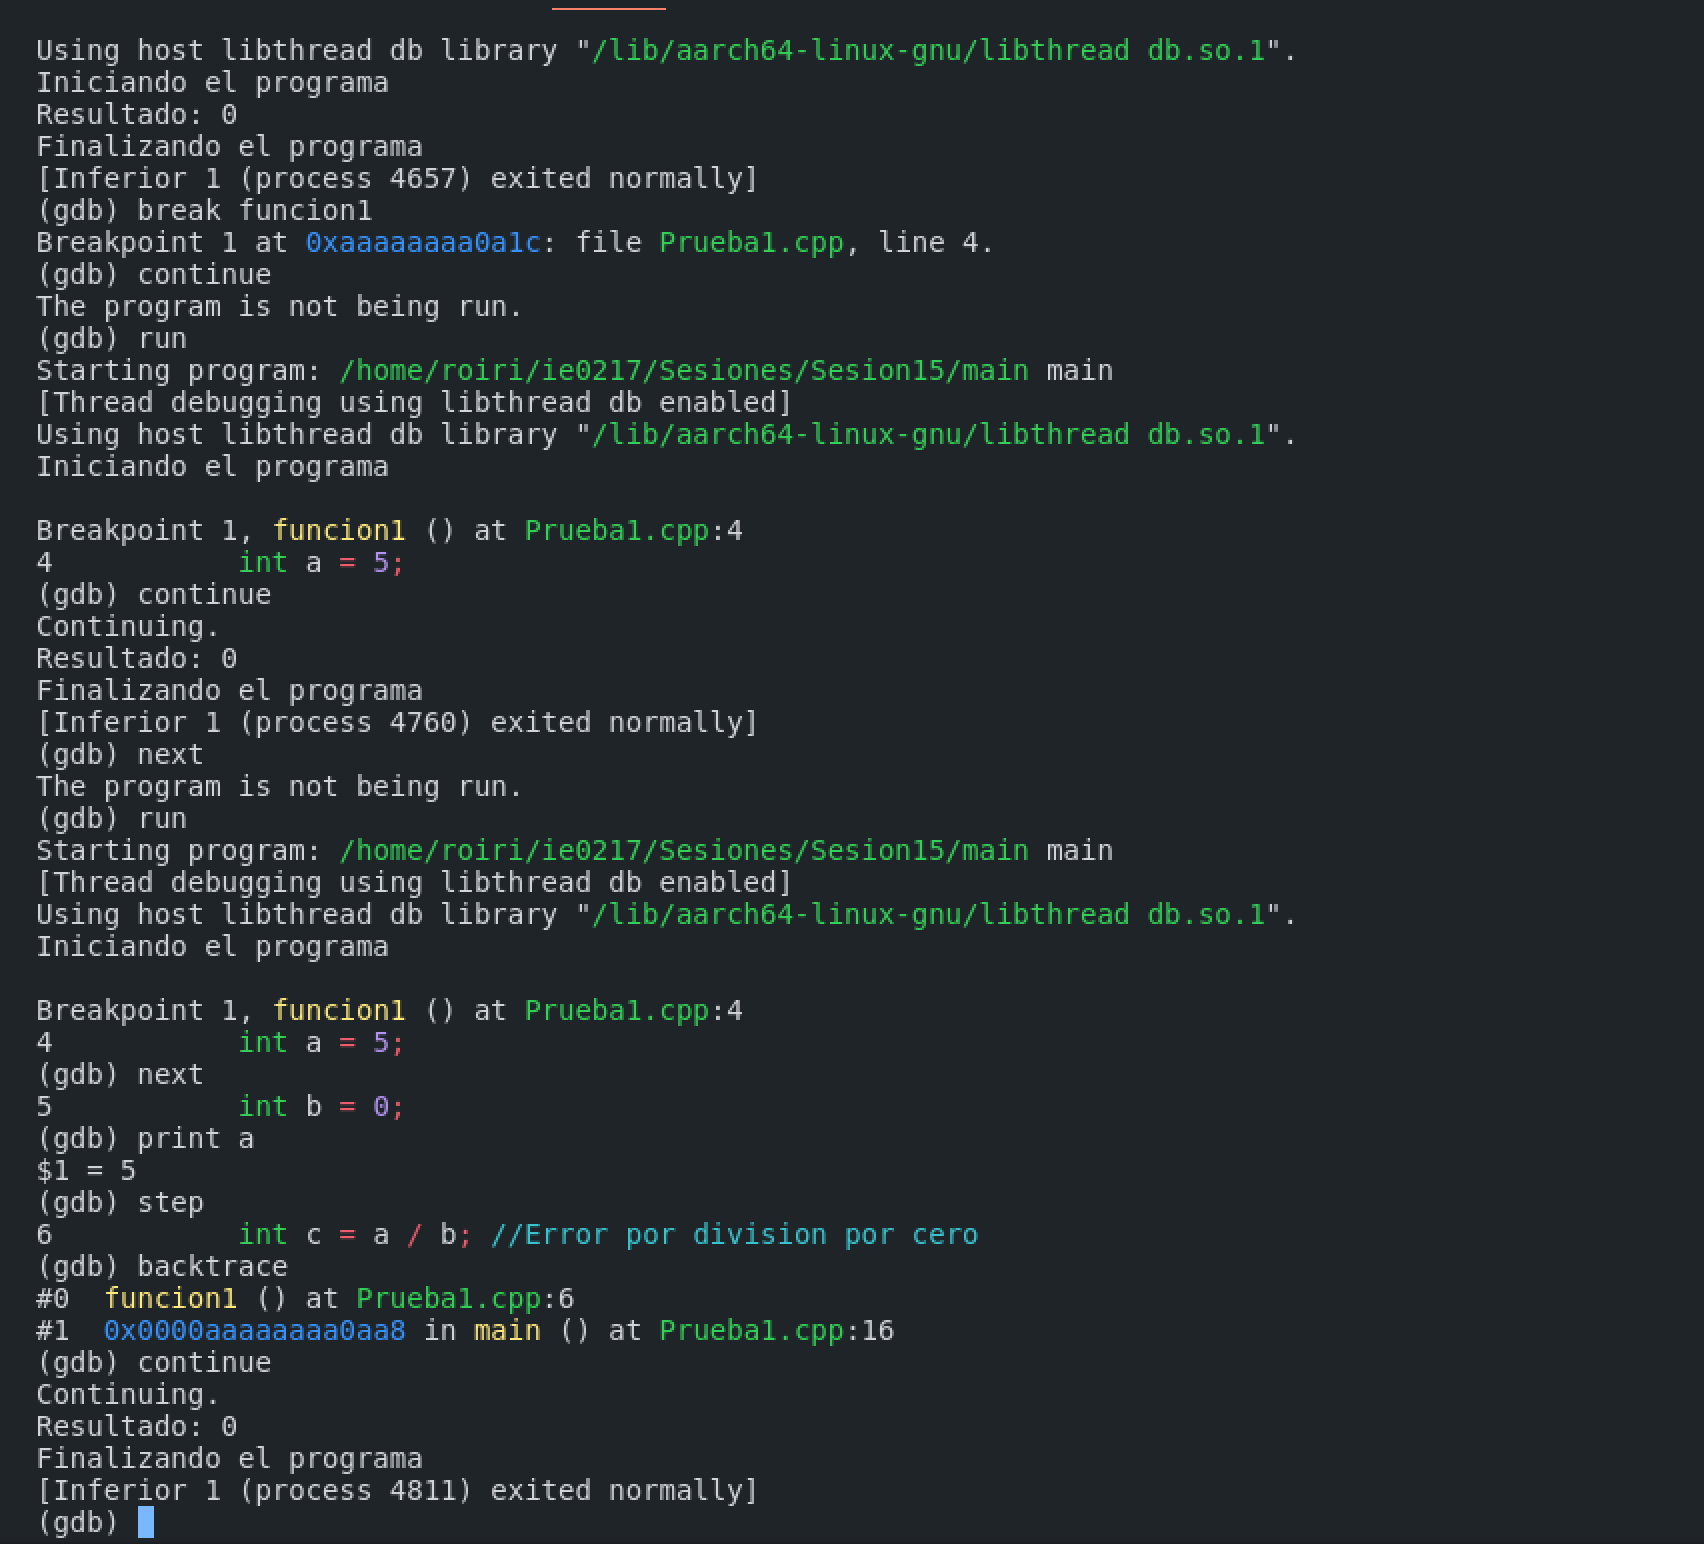 Using host libthread db library "/lib/aarch64-linux-gnu/libthread db.so.1".
Iniciando el programa
Resultado: 0
Finalizando el programa
[Inferior 1 (process 4657) exited normally]
(gdb) break funcion1
Breakpoint 1 at 0xaaaaaaaa0a1c: file Prueba1.cpp, line 4.
(gdb) continue
The program is not being run.
(gdb) run
Starting program: /home/roiri/ie0217/Sesiones/Sesion15/main main
[Thread debugging using libthread db enabled]
Using host libthread db library "/lib/aarch64-linux-gnu/libthread db.so.1".
Iniciando el programa

Breakpoint 1, funcion1 () at Prueba1.cpp:4
4           int a = 5;
(gdb) continue
Continuing.
Resultado: 0
Finalizando el programa
[Inferior 1 (process 4760) exited normally]
(gdb) next
The program is not being run.
(gdb) run
Starting program: /home/roiri/ie0217/Sesiones/Sesion15/main main
[Thread debugging using libthread db enabled]
Using host libthread db library "/lib/aarch64-linux-gnu/libthread db.so.1".
Iniciando el programa

Breakpoint 1, funcion1 () at Prueba1.cpp:4
4           int a = 5;
(gdb) next
5           int b = 0;
(gdb) print a
$1 = 5
(gdb) step
6           int c = a / b; //Error por division por cero
(gdb) backtrace
#0  funcion1 () at Prueba1.cpp:6
#1  0x0000aaaaaaaa0aa8 in main () at Prueba1.cpp:16
(gdb) continue
Continuing.
Resultado: 0
Finalizando el programa
[Inferior 1 (process 4811) exited normally]
(gdb)